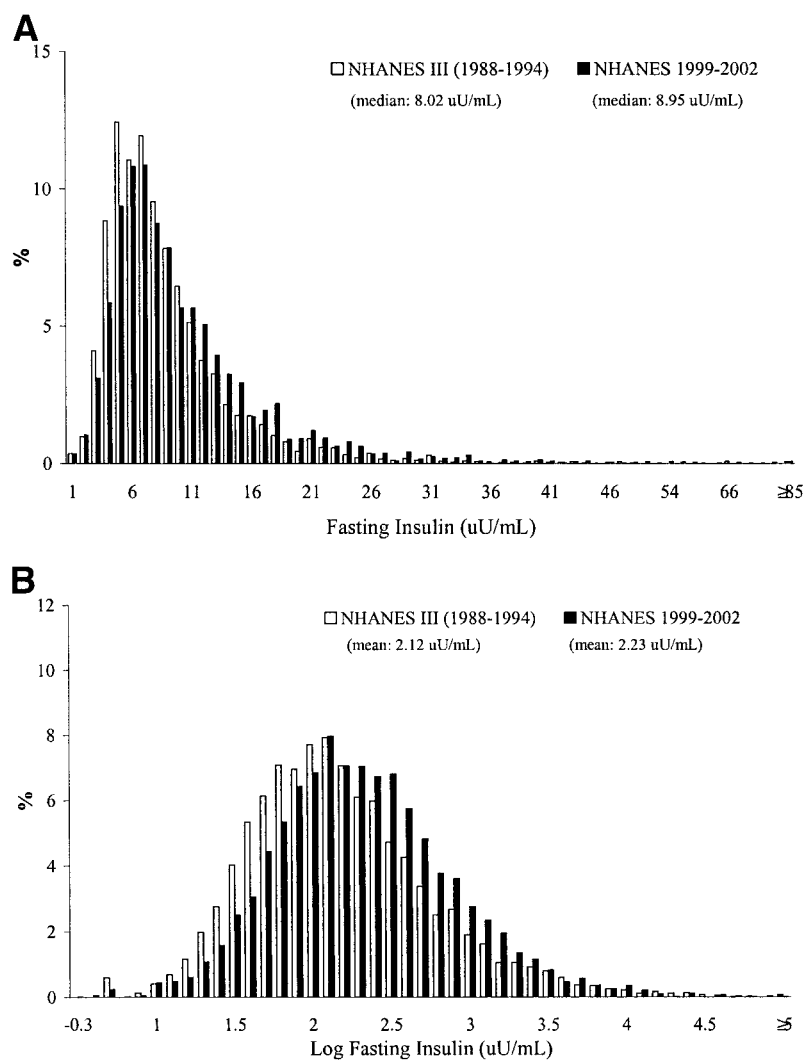 A
15
□ NHANES III (1988-1994) ■ NHANES 1999-2002
(median: 8.02 uU/mL) (median: 8.95 uU/mL)
10
%
5
0
1 6 11 16 21 26 31 36 41 46 54 66 ≥85
Fasting Insulin (uU/mL)
B
12
□ NHANES III (1988-1994) ■ NHANES 1999-2002
(mean: 2.12 uU/mL) (mean: 2.23 uU/mL)
10
8
%
6
4
2
0
-0.3 1 1.5 2 2.5 3 3.5 4 4.5 ≥5
Log Fasting Insulin (uU/mL)